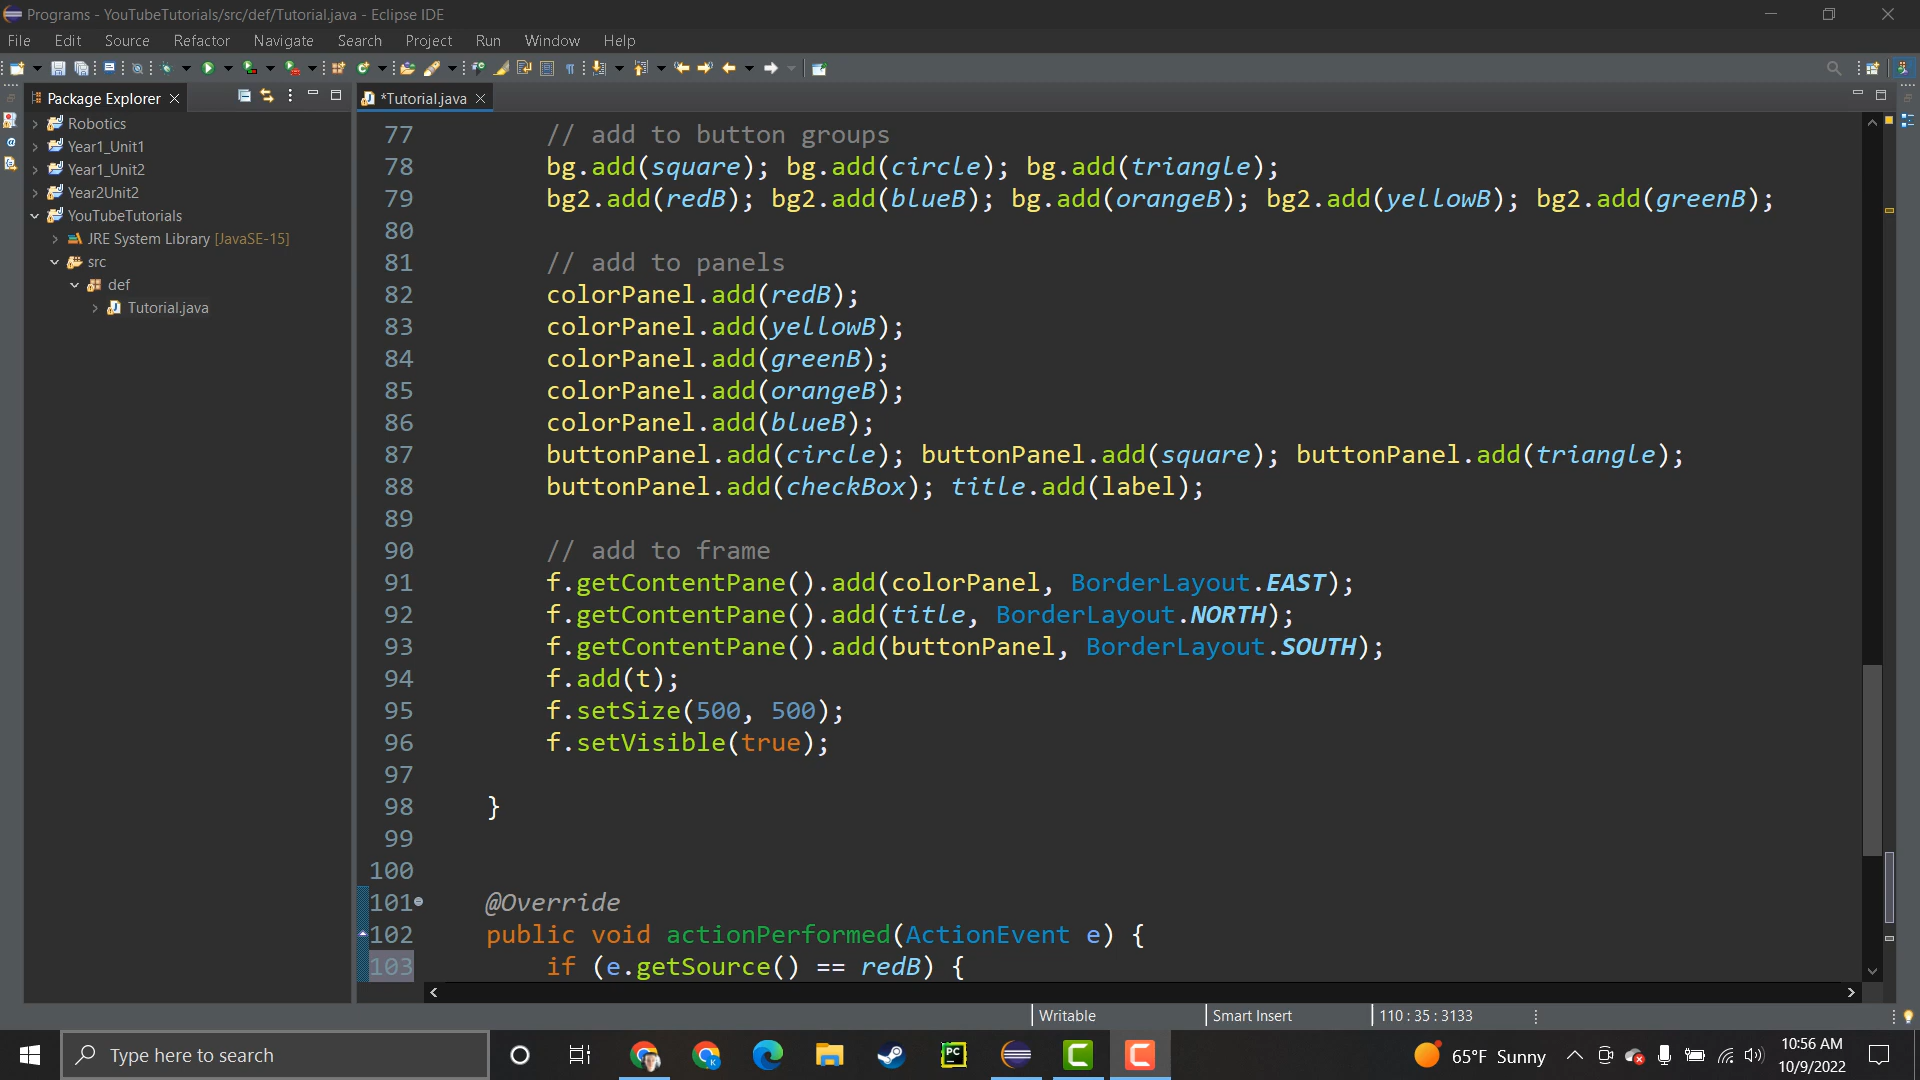 Programs - YouTubeTutorials/src/def/Tutorial.java - Eclipse IDE
File Edit Source Refactor Navigate Search Project Run Window Help
Package Explorer
*Tutorial.java
Robotics
Year1_Unit1
Year1_Unit2
Year2Unit2
YouTubeTutorials
JRE System Library [JavaSE-15]
src
def
Tutorial.java
77 // add to button groups
78 bg.add(square); bg.add(circle); bg.add(triangle);
79 bg2.add(redB); bg2.add(blueB); bg.add(orangeB); bg2.add(yellowB); bg2.add(greenB);
80
81 // add to panels
82 colorPanel.add(redB);
83 colorPanel.add(yellowB);
84 colorPanel.add(greenB);
85 colorPanel.add(orangeB);
86 colorPanel.add(blueB);
87 buttonPanel.add(circle); buttonPanel.add(square); buttonPanel.add(triangle);
88 buttonPanel.add(checkBox); title.add(label);
89
90 // add to frame
91 f.getContentPane().add(colorPanel, BorderLayout.EAST);
92 f.getContentPane().add(title, BorderLayout.NORTH);
93 f.getContentPane().add(buttonPanel, BorderLayout.SOUTH);
94 f.add(t);
95 f.setSize(500, 500);
96 f.setVisible(true);
97
98 }
99
100
101 @Override
102 public void actionPerformed(ActionEvent e) {
103 if (e.getSource() == redB) {
Writable Smart Insert 110 : 35 : 3133
Type here to search
PC
65°F Sunny
10:56 AM
10/9/2022